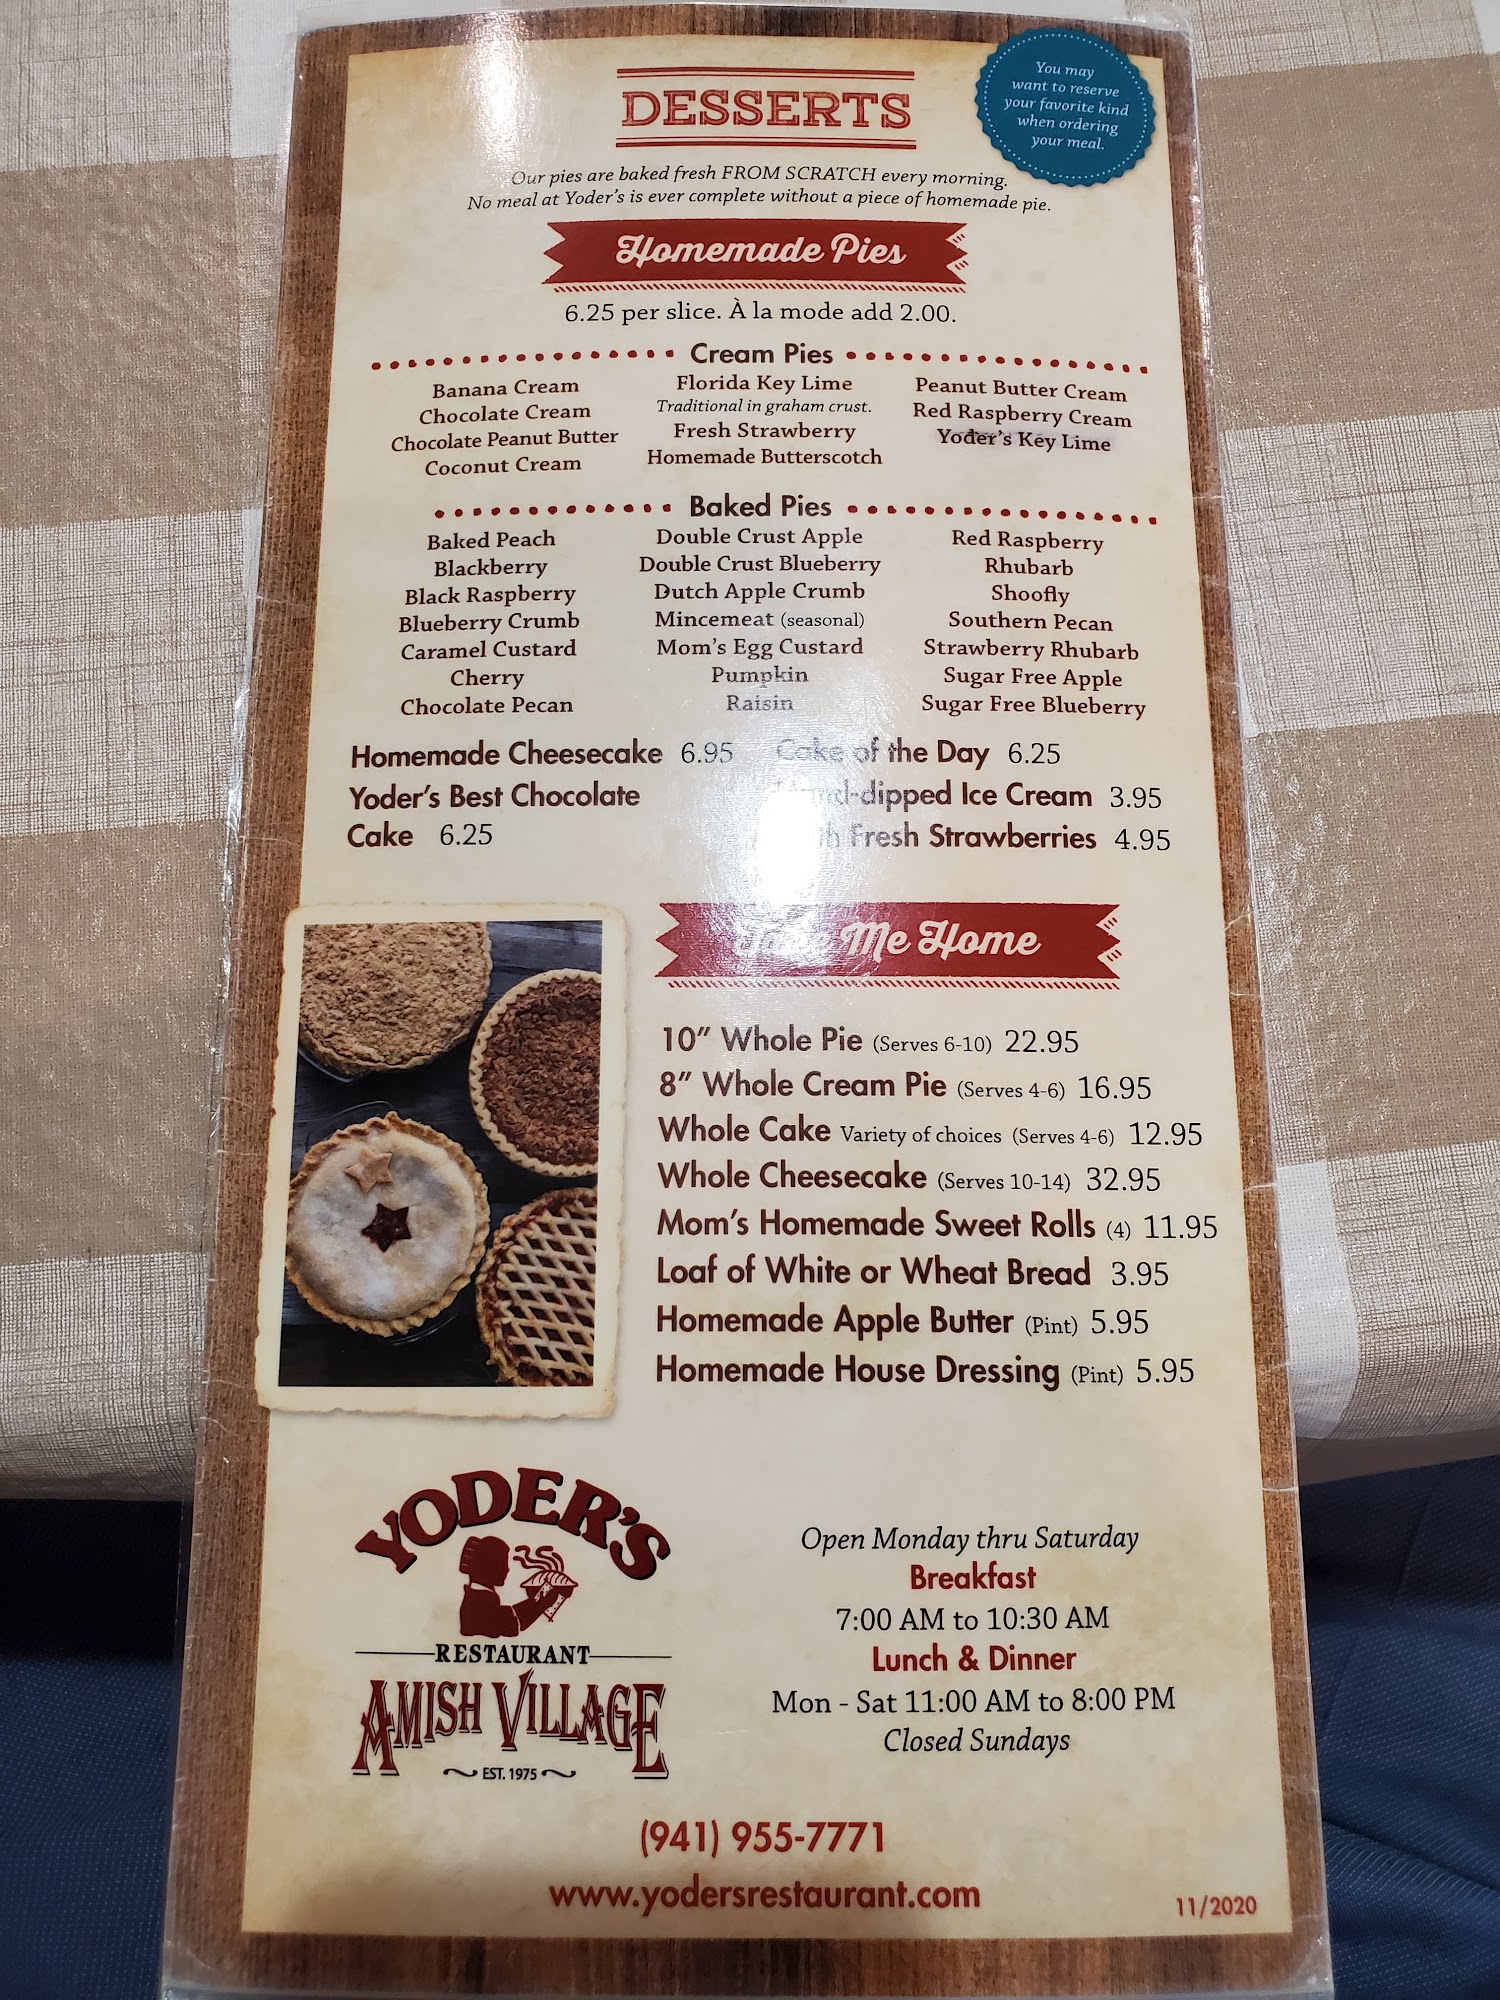 DESSERTS
You may
want to reserve
your favorite kind
when ordering
your meal.
Our pies are baked fresh FROM SCRATCH every morning.
No meal at Yoder's is ever complete without a piece of homemade pie.
Homemade Pies
6.25 per slice. À la mode add 2.00.
Cream Pies
Banana Cream
Chocolate Cream
Chocolate Peanut Butter
Coconut Cream
Florida Key Lime
Traditional in graham crust.
Fresh Strawberry
Homemade Butterscotch
Peanut Butter Cream
Red Raspberry Cream
Yoder's Key Lime
Baked Pies
Baked Peach
Blackberry
Black Raspberry
Blueberry Crumb
Caramel Custard
Cherry
Chocolate Pecan
Double Crust Apple
Double Crust Blueberry
Dutch Apple Crumb
Mincemeat (seasonal)
Mom's Egg Custard
Pumpkin
Raisin
Red Raspberry
Rhubarb
Shoofly
Southern Pecan
Strawberry Rhubarb
Sugar Free Apple
Sugar Free Blueberry
Homemade Cheesecake 6.95
Yoder's Best Chocolate
Cake 6.25
Cake of the Day 6.25
Hand-dipped Ice Cream 3.95
Fresh Strawberries 4.95
Take Me Home
10" Whole Pie (Serves 6-10) 22.95
8" Whole Cream Pie (Serves 4-6) 16.95
Whole Cake Variety of choices (Serves 4-6) 12.95
Whole Cheesecake (Serves 10-14) 32.95
Mom's Homemade Sweet Rolls (4) 11.95
Loaf of White or Wheat Bread 3.95
Homemade Apple Butter (Pint) 5.95
Homemade House Dressing (Pint) 5.95
YODER'S
RESTAURANT
AMISH VILLAGE
EST. 1975
Open Monday thru Saturday
Breakfast
7:00 AM to 10:30 AM
Lunch & Dinner
Mon - Sat 11:00 AM to 8:00 PM
Closed Sundays
(941) 955-7771
www.yodersrestaurant.com
11/2020